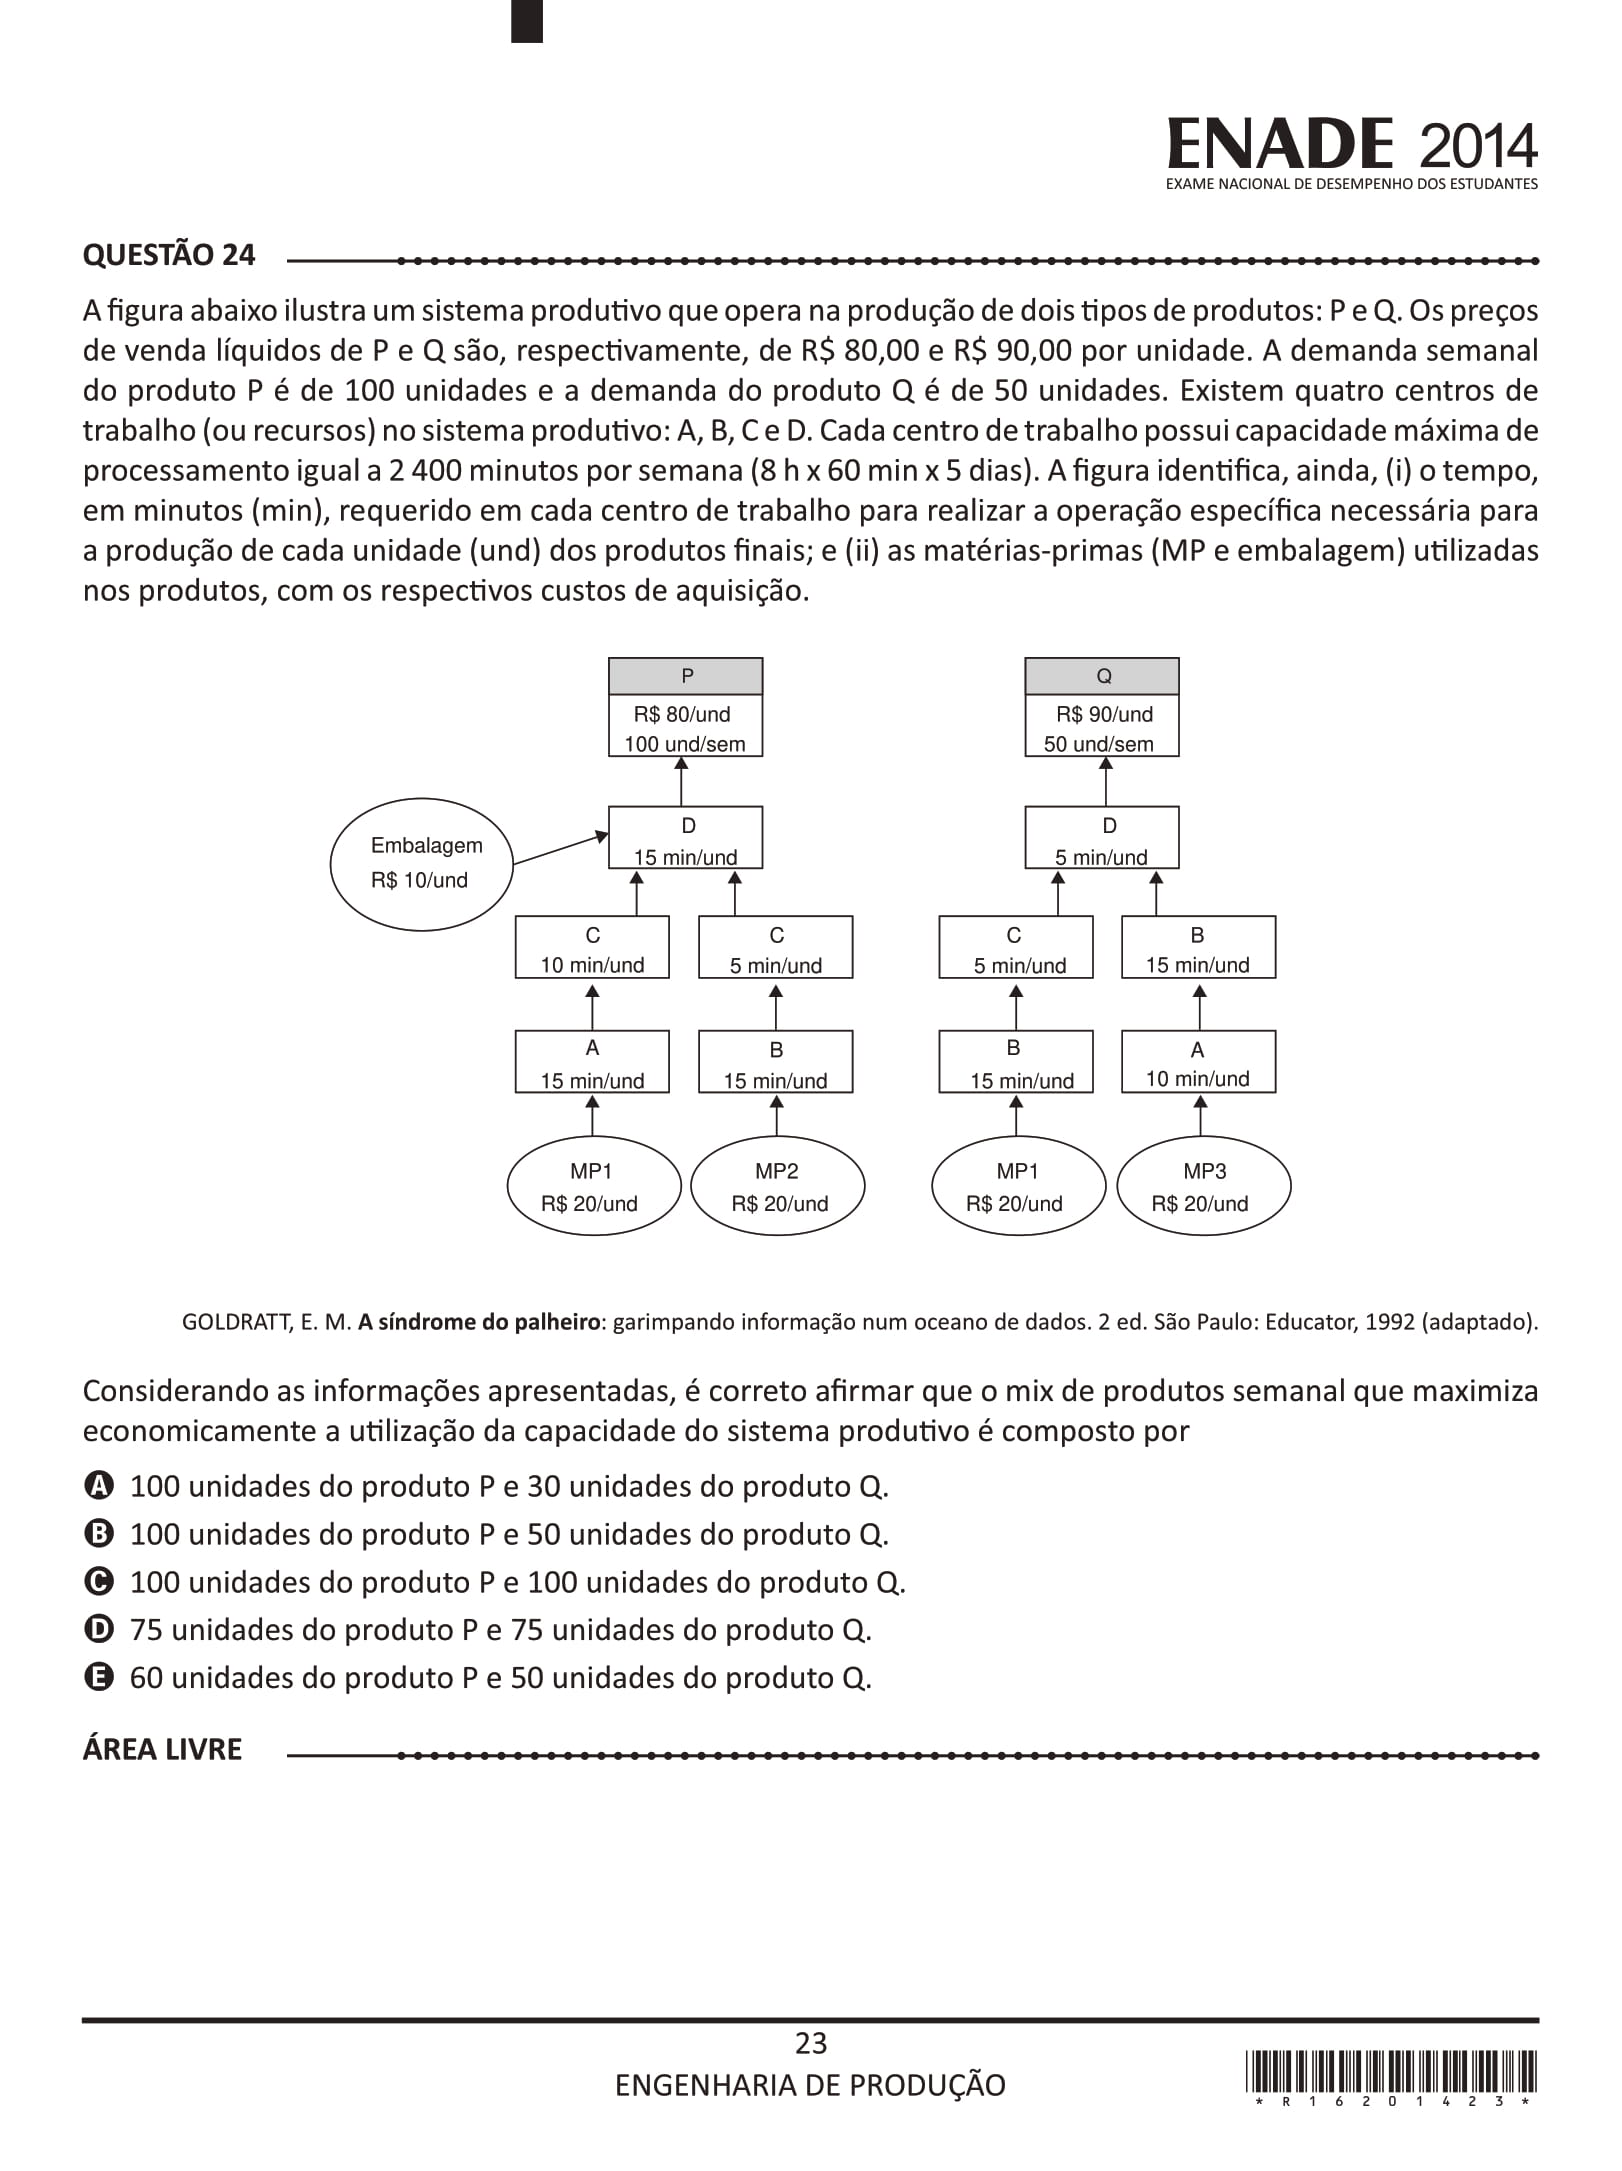 ENADE 2014
EXAME NACIONAL DE DESEMPENHO DOS ESTUDANTES
QUESTÃO 24
A figura abaixo ilustra um sistema produtivo que opera na produção de dois tipos de produtos: P e Q. Os preços
de venda líquidos de P e Q são, respectivamente, de R$ 80,00 e R$ 90,00 por unidade. A demanda semanal
do produto P é de 100 unidades e a demanda do produto Q é de 50 unidades. Existem quatro centros de
trabalho (ou recursos) no sistema produtivo: A, B, C e D. Cada centro de trabalho possui capacidade máxima de
processamento igual a 2 400 minutos por semana (8 h x 60 min x 5 dias). A figura identifica, ainda, (i) o tempo,
em minutos (min), requerido em cada centro de trabalho para realizar a operação específica necessária para
a produção de cada unidade (und) dos produtos finais; e (ii) as matérias-primas (MP e embalagem) utilizadas
nos produtos, com os respectivos custos de aquisição.
P
R$ 80/und
100 und/sem
Q
R$ 90/und
50 und/sem
Embalagem
R$ 10/und
D
15 min/und
D
5 min/und
C
10 min/und
C
5 min/und
C
5 min/und
B
15 min/und
A
15 min/und
B
15 min/und
B
15 min/und
A
10 min/und
MP1
R$ 20/und
MP2
R$ 20/und
MP1
R$ 20/und
MP3
R$ 20/und
GOLDRATT, E. M. A síndrome do palheiro: garimpando informação num oceano de dados. 2 ed. São Paulo: Educator, 1992 (adaptado).
Considerando as informações apresentadas, é correto afirmar que o mix de produtos semanal que maximiza
economicamente a utilização da capacidade do sistema produtivo é composto por
A 100 unidades do produto P e 30 unidades do produto Q.
B 100 unidades do produto P e 50 unidades do produto Q.
C 100 unidades do produto P e 100 unidades do produto Q.
D 75 unidades do produto P e 75 unidades do produto Q.
E 60 unidades do produto P e 50 unidades do produto Q.
ÁREA LIVRE
23
ENGENHARIA DE PRODUÇÃO
* R 1 6 2 0 1 4 2 3 *